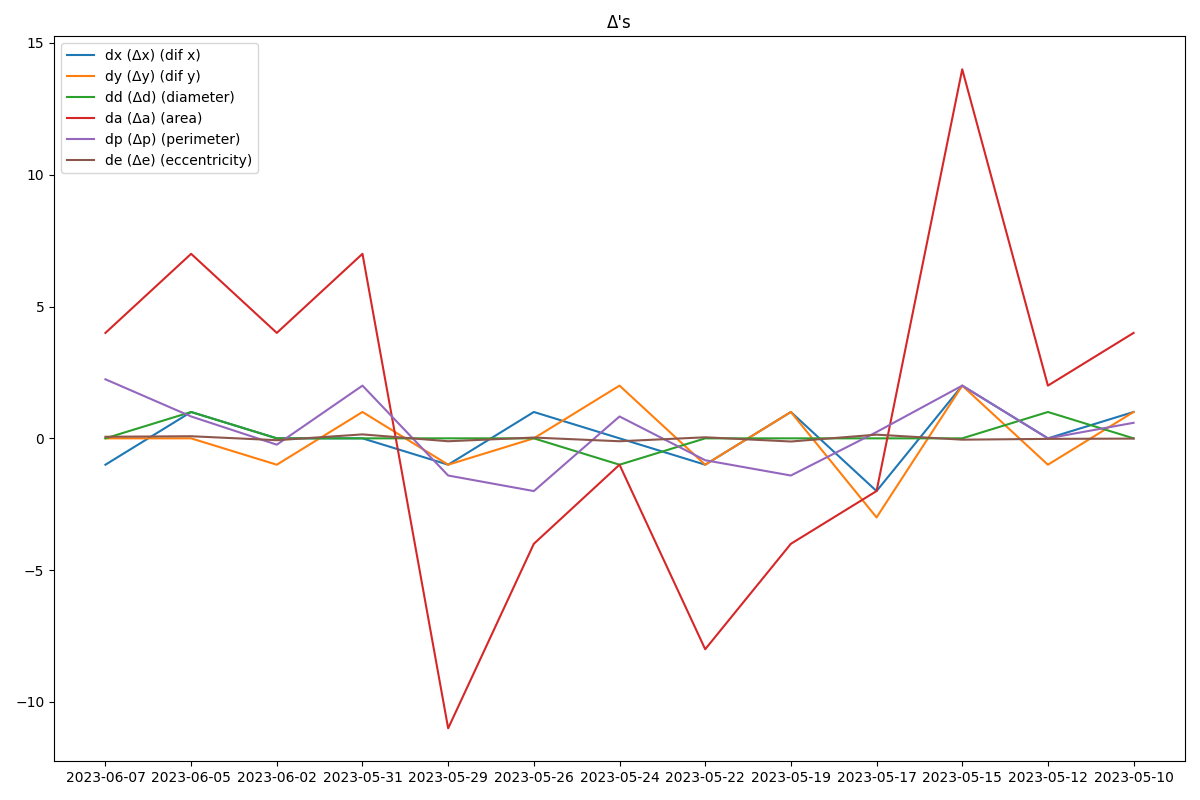 Δ's
15
10
5
0
−5
−10
dx (Δx) (dif x)
dy (Δy) (dif y)
dd (Δd) (diameter)
da (Δa) (area)
dp (Δp) (perimeter)
de (Δe) (eccentricity)
2023-06-07 2023-06-05 2023-06-02 2023-05-31 2023-05-29 2023-05-26 2023-05-24 2023-05-22 2023-05-19 2023-05-17 2023-05-15 2023-05-12 2023-05-10